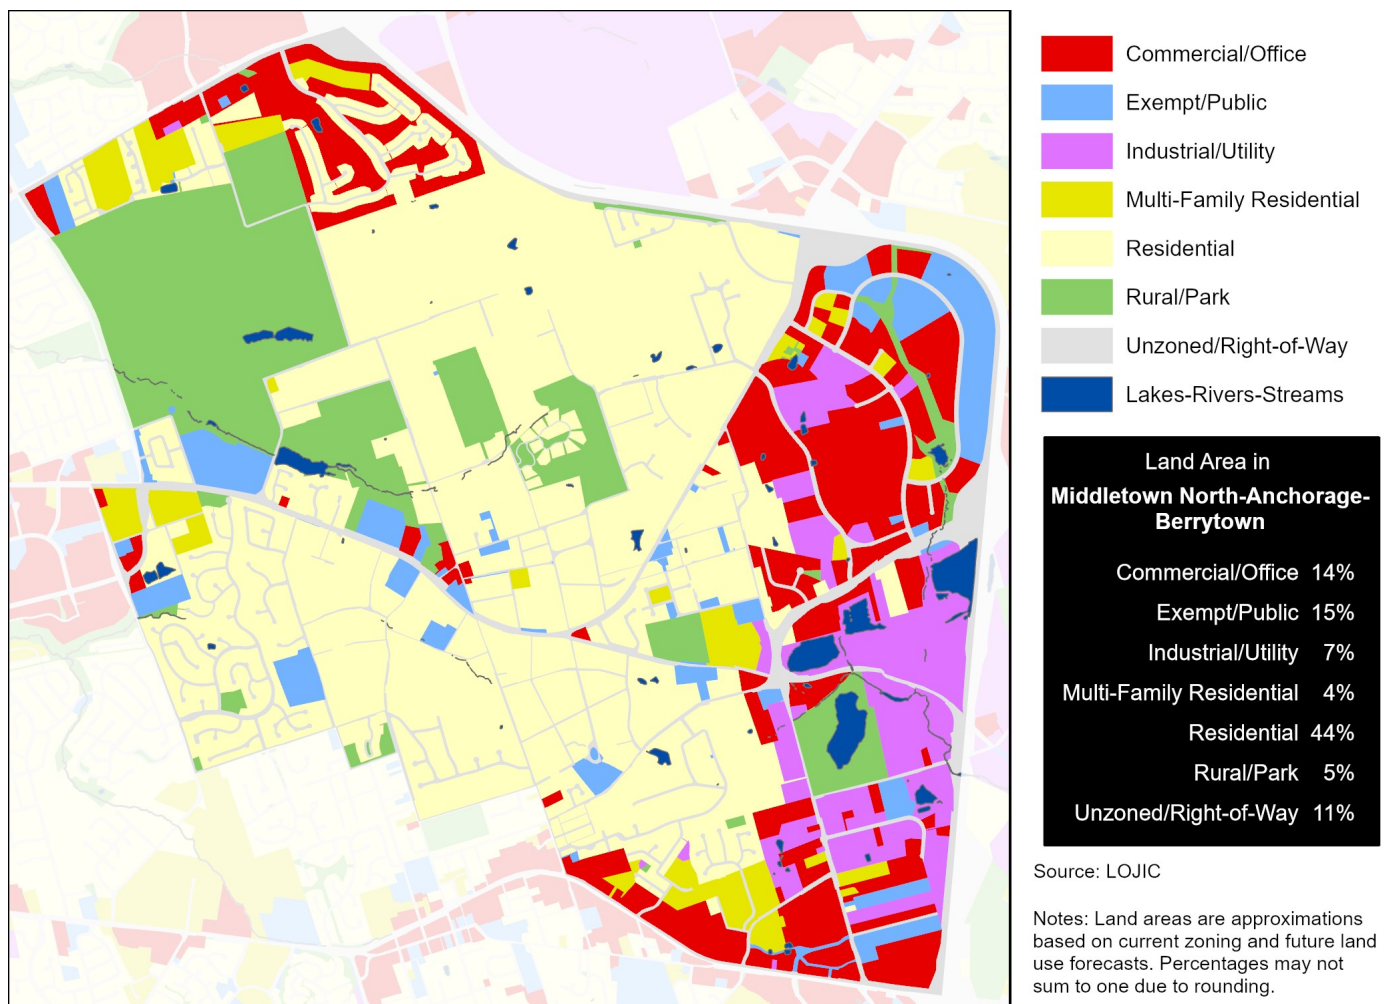 Commercial/Office
Exempt/Public
Industrial/Utility
Multi-Family Residential
Residential
Rural/Park
Unzoned/Right-of-Way
Lakes-Rivers-Streams
Land Area in
Middletown North-Anchorage-
Berrytown
Commercial/Office 14%
Exempt/Public 15%
Industrial/Utility 7%
Multi-Family Residential 4%
Residential 44%
Rural/Park 5%
Unzoned/Right-of-Way 11%
Source: LOJIC
Notes: Land areas are approximations
based on current zoning and future land
use forecasts. Percentages may not
sum to one due to rounding.